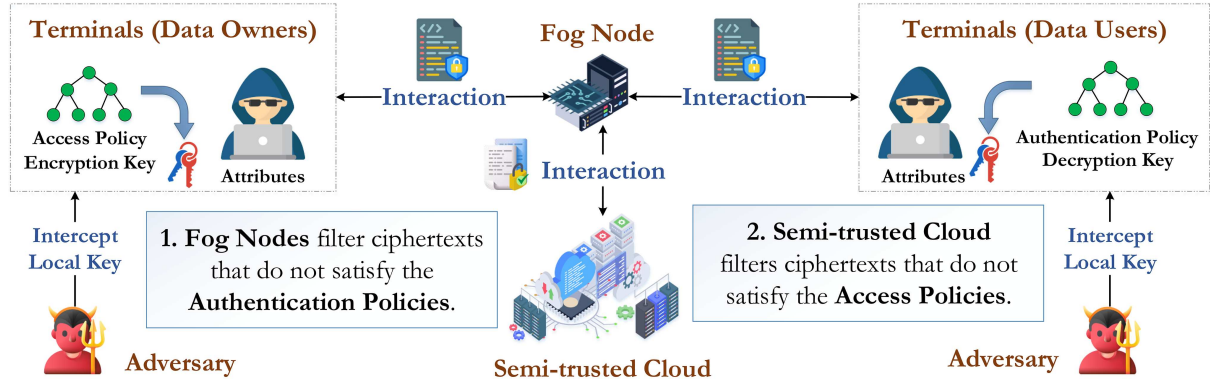 Terminals (Data Owners)
Access Policy
Encryption Key
Attributes
Interaction
Fog Node
Interaction
Terminals (Data Users)
Attributes
Authentication Policy
Decryption Key
Interaction
Intercept
Local Key
1. Fog Nodes filter ciphertexts
that do not satisfy the
Authentication Policies.
2. Semi-trusted Cloud
filters ciphertexts that do not
satisfy the Access Policies.
Intercept
Local Key
Adversary
Semi-trusted Cloud
Adversary